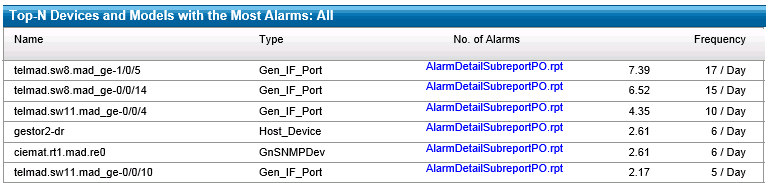 Top-N Devices and Models with the Most Alarms: All
Name Type No. of Alarms Frequency
telmad.sw8.mad_ge-1/0/5 Gen_IF_Port AlarmDetailSubreportPO.rpt 7.39 17 / Day
telmad.sw8.mad_ge-0/0/14 Gen_IF_Port AlarmDetailSubreportPO.rpt 6.52 15 / Day
telmad.sw11.mad_ge-0/0/4 Gen_IF_Port AlarmDetailSubreportPO.rpt 4.35 10 / Day
gestor2-dr Host_Device AlarmDetailSubreportPO.rpt 2.61 6 / Day
ciemat.rt1.mad.re0 GnSNMPDev AlarmDetailSubreportPO.rpt 2.61 6 / Day
telmad.sw11.mad_ge-0/0/10 Gen_IF_Port AlarmDetailSubreportPO.rpt 2.17 5 / Day